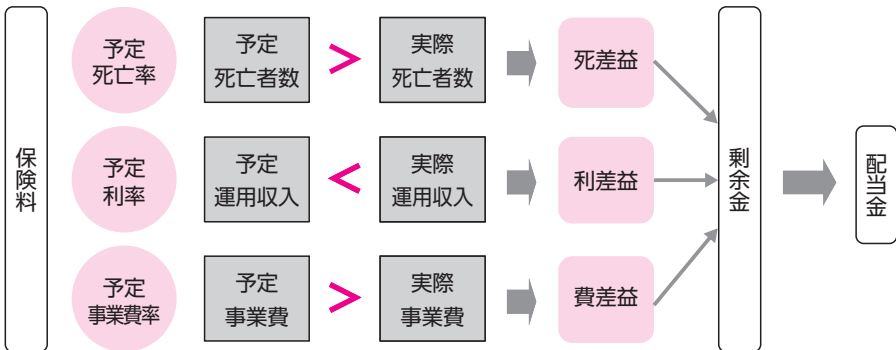 保険料
予定
死亡率
予定
死亡者数
>
実際
死亡者数
死差益
予定
利率
予定
運用収入
<
実際
運用収入
利差益
予定
事業費率
予定
事業費
>
実際
事業費
費差益
剰余金
配当金